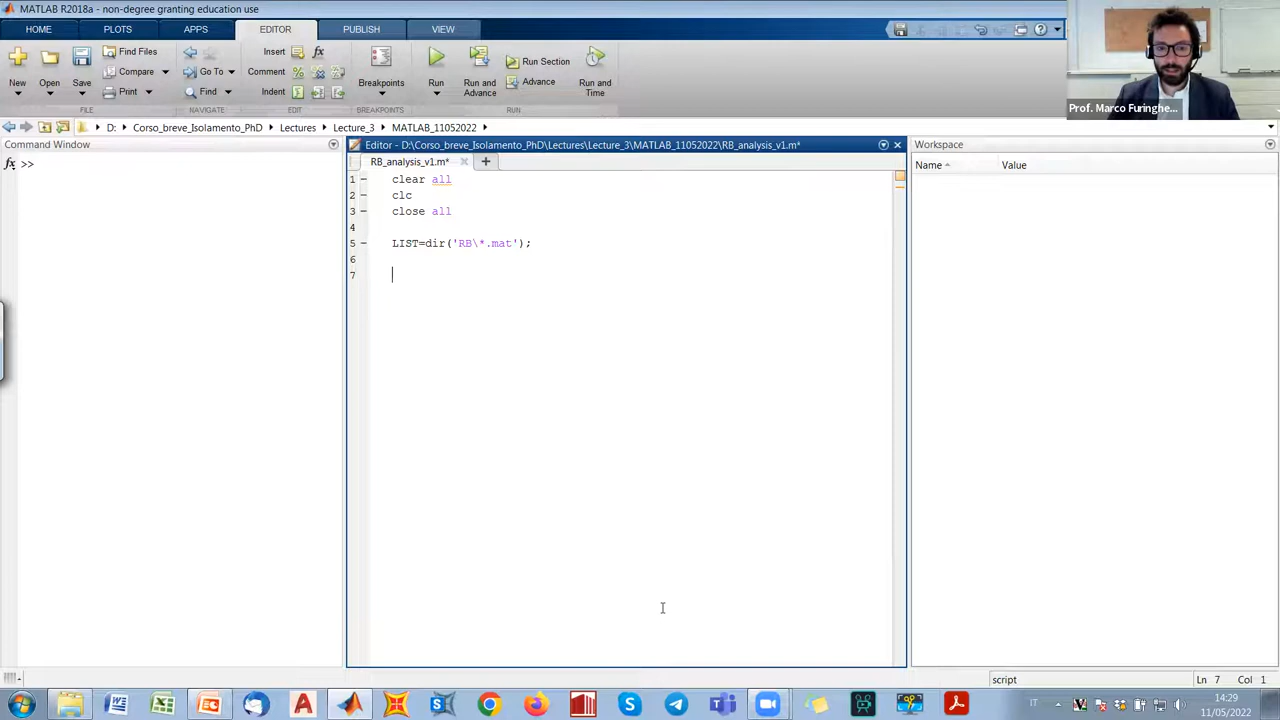 MATLAB R2018a - non-degree granting education use
HOME PLOTS APPS EDITOR PUBLISH VIEW
New Open Save Find Files Compare Print
Go To Find
Insert Comment Indent
Breakpoints
Run Run and Advance Run Section Advance Run and Time
FILE NAVIGATE EDIT BREAKPOINTS RUN
Prof. Marco Furinghe...
D: Corso_breve_Isolamento_PhD Lectures Lecture_3 MATLAB_11052022
Command Window
fx >>
Editor - D:\Corso_breve_Isolamento_PhD\Lectures\Lecture_3\MATLAB_11052022\RB_analysis_v1.m*
RB_analysis_v1.m*
1 clear all
2 clc
3 close all
4
5 LIST=dir('RB\*.mat');
6
7
Workspace
Name Value
script Ln 7 Col 1
IT
14:29
11/05/2022